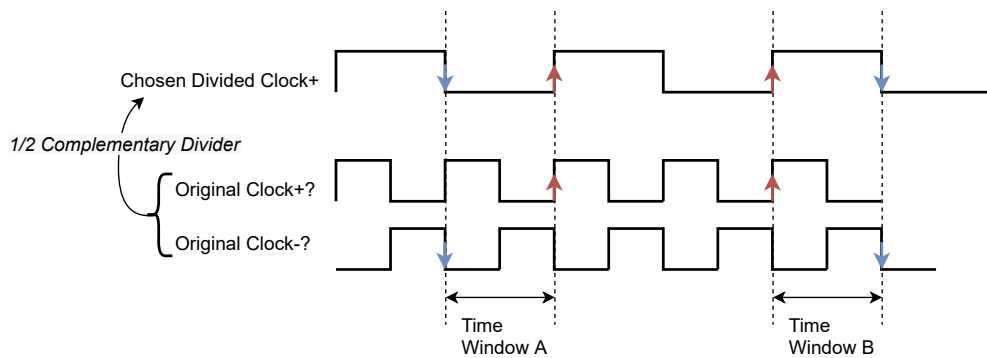 Chosen Divided Clock+
1/2 Complementary Divider
Original Clock+?
Original Clock-?
Time
Window A
Time
Window B